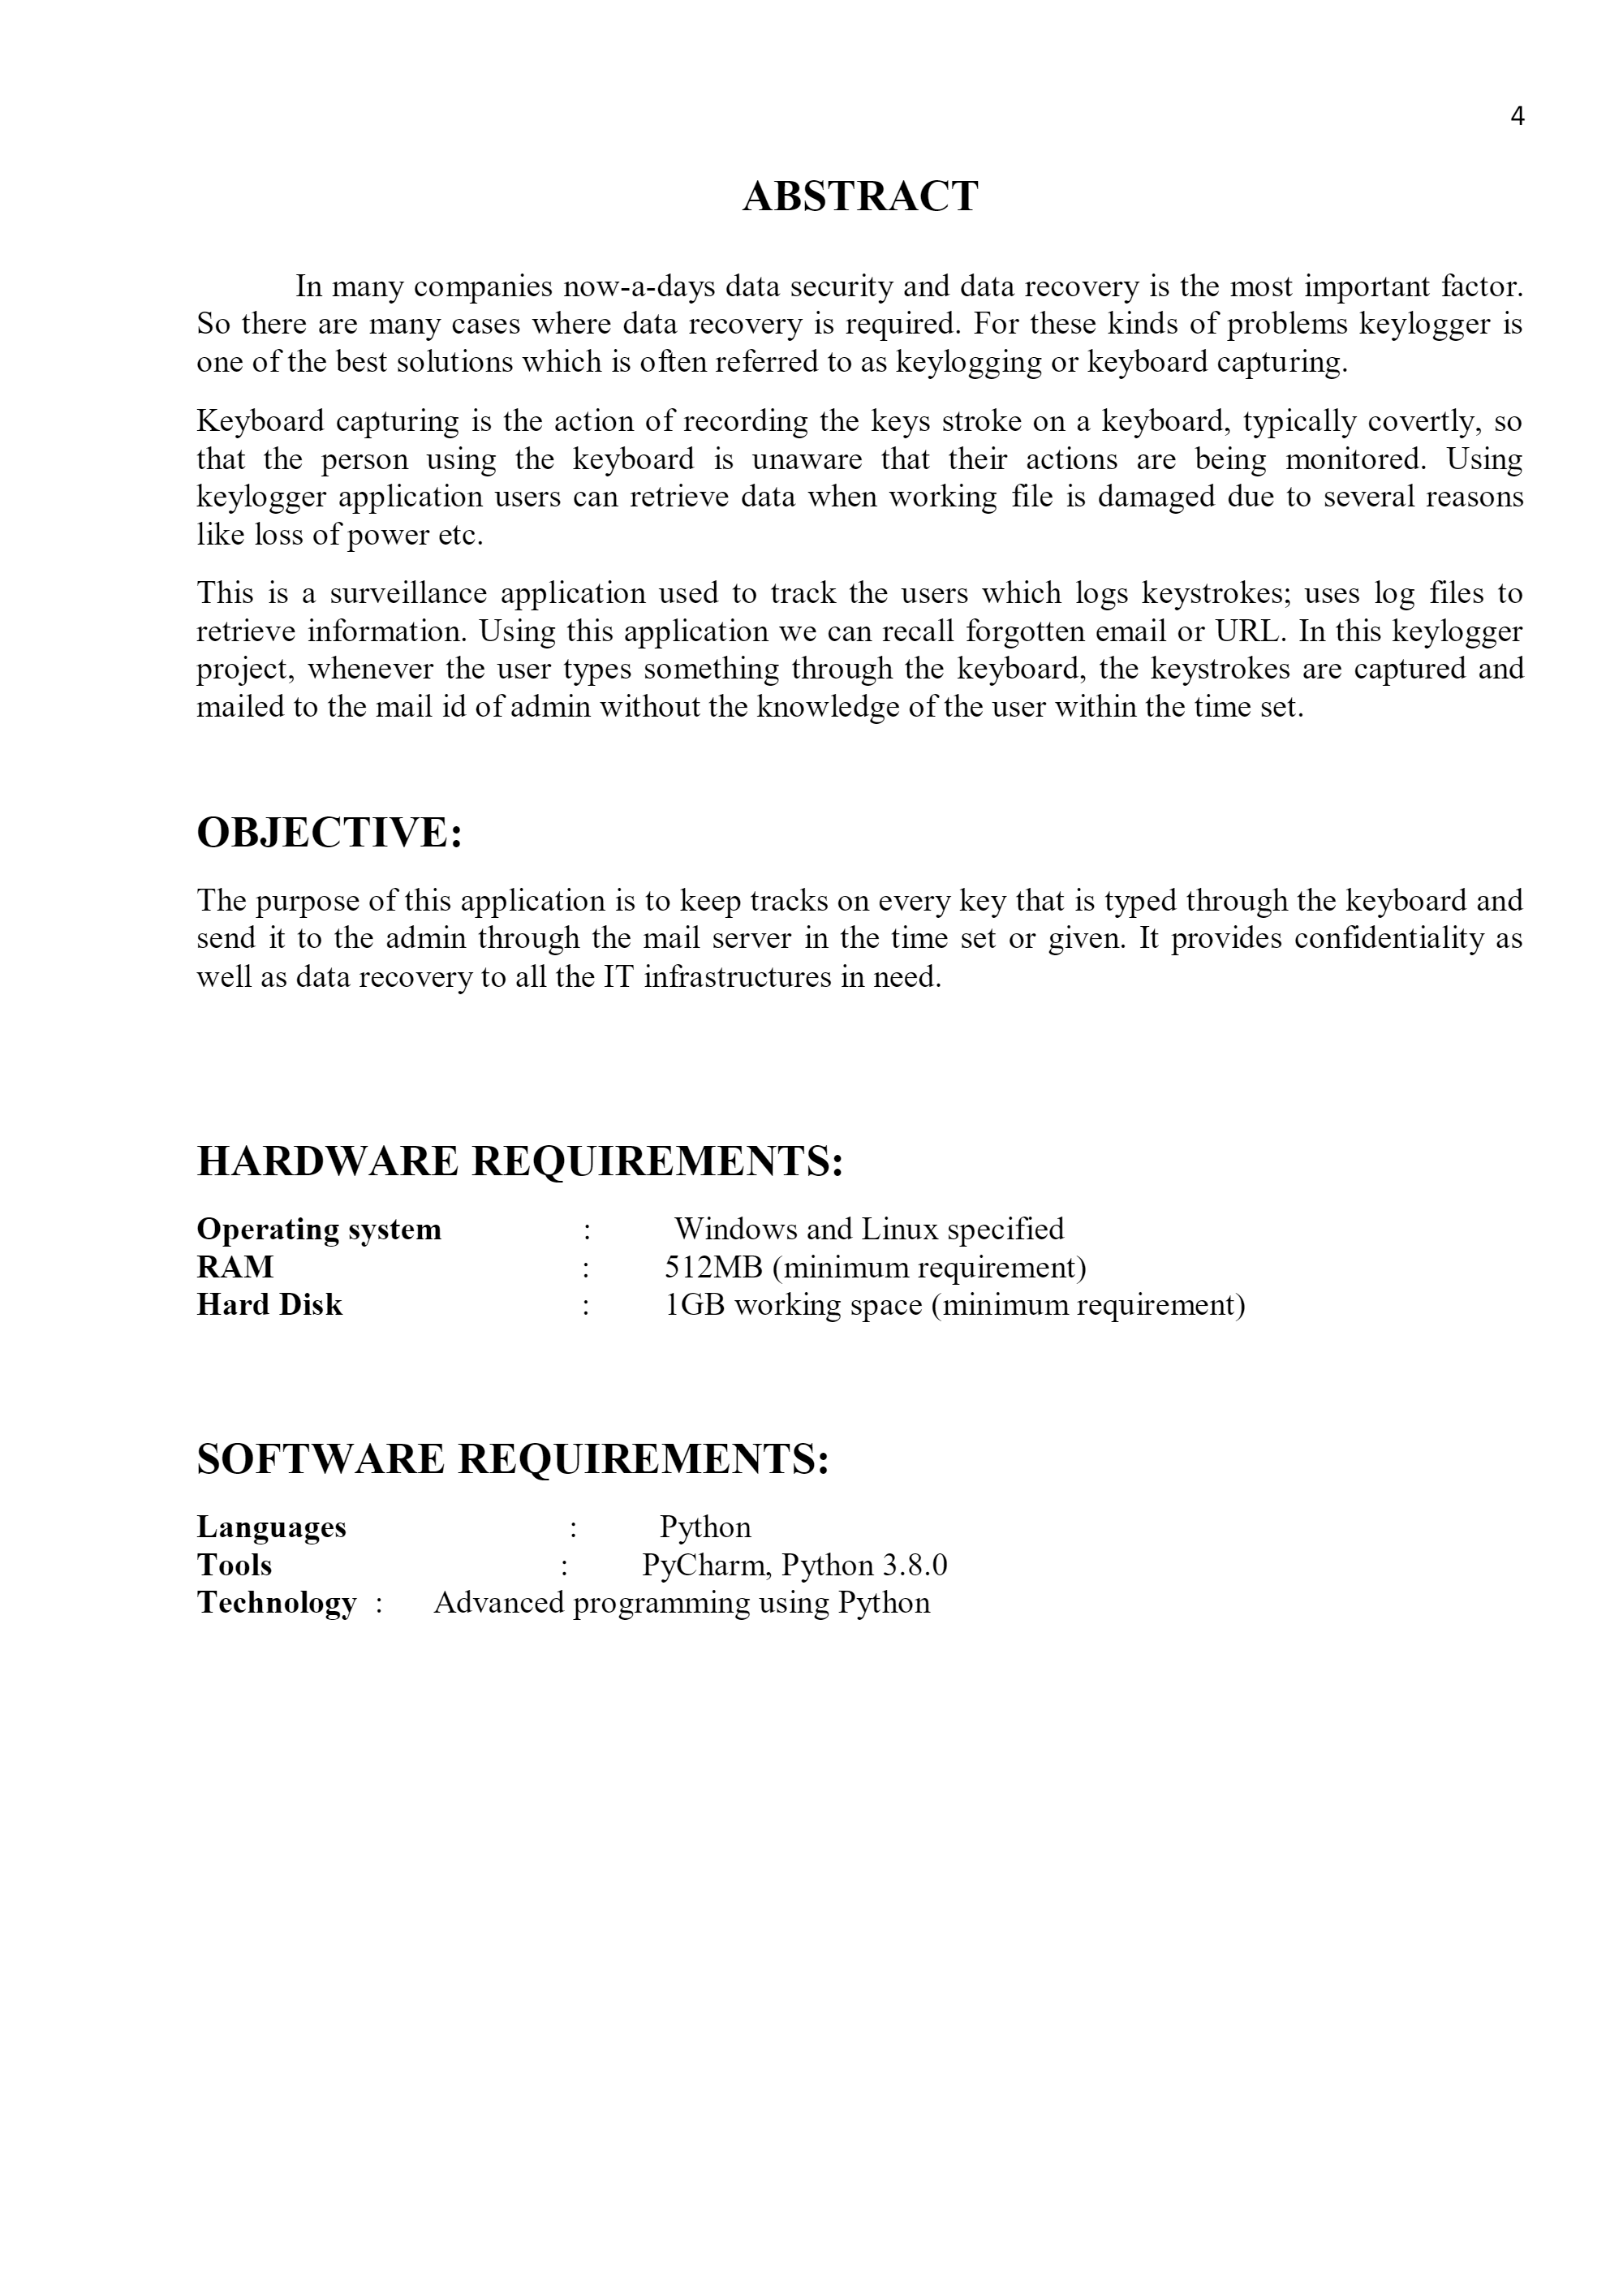 4
ABSTRACT
In many companies now-a-days data security and data recovery is the most important factor.
So there are many cases where data recovery is required. For these kinds of problems keylogger is
one of the best solutions which is often referred to as keylogging or keyboard capturing.
Keyboard capturing is the action of recording the keys stroke on a keyboard, typically covertly, so
that the person using the keyboard is unaware that their actions are being monitored. Using
keylogger application users can retrieve data when working file is damaged due to several reasons
like loss of power etc.
This is a surveillance application used to track the users which logs keystrokes; uses log files to
retrieve information. Using this application we can recall forgotten email or URL. In this keylogger
project, whenever the user types something through the keyboard, the keystrokes are captured and
mailed to the mail id of admin without the knowledge of the user within the time set.
OBJECTIVE:
The purpose of this application is to keep tracks on every key that is typed through the keyboard and
send it to the admin through the mail server in the time set or given. It provides confidentiality as
well as data recovery to all the IT infrastructures in need.
HARDWARE REQUIREMENTS:
Operating system : Windows and Linux specified
RAM : 512MB (minimum requirement)
Hard Disk : 1GB working space (minimum requirement)
SOFTWARE REQUIREMENTS:
Languages : Python
Tools : PyCharm, Python 3.8.0
Technology : Advanced programming using Python